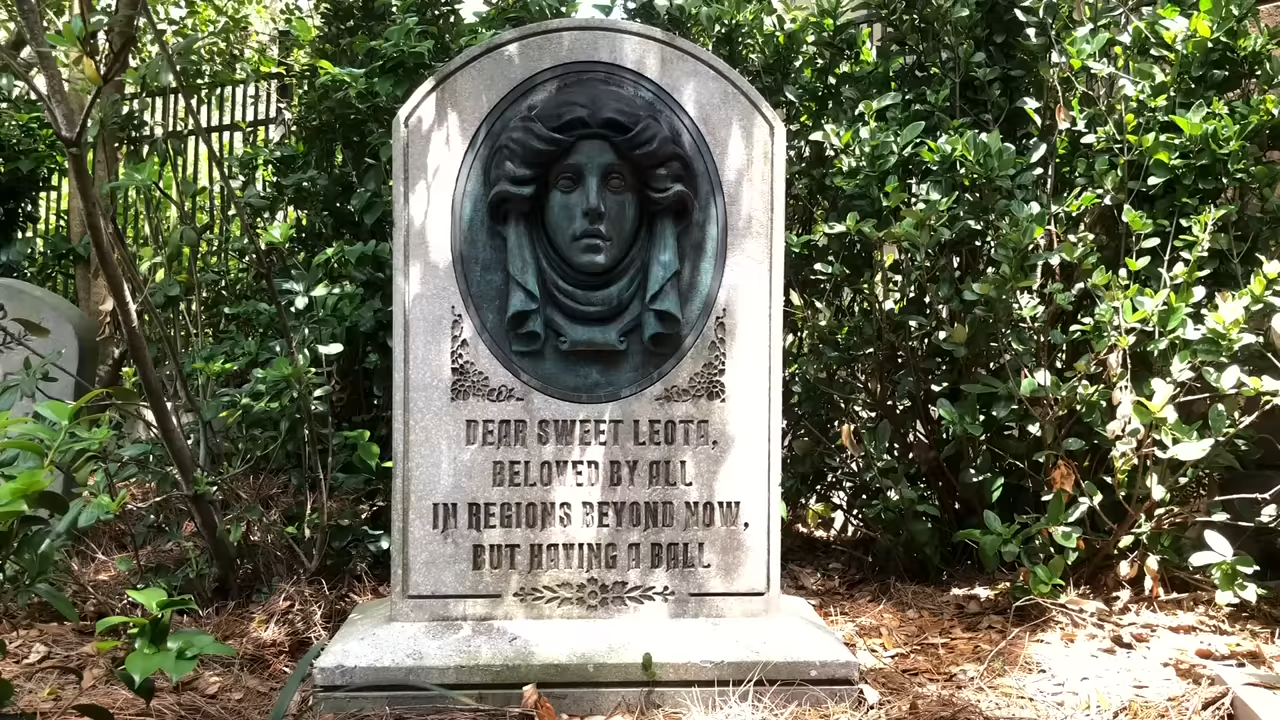 DEAR SWEET LEOTA,
BELOVED BY ALL
IN REGIONS BEYOND NOW,
BUT HAVING A BALL